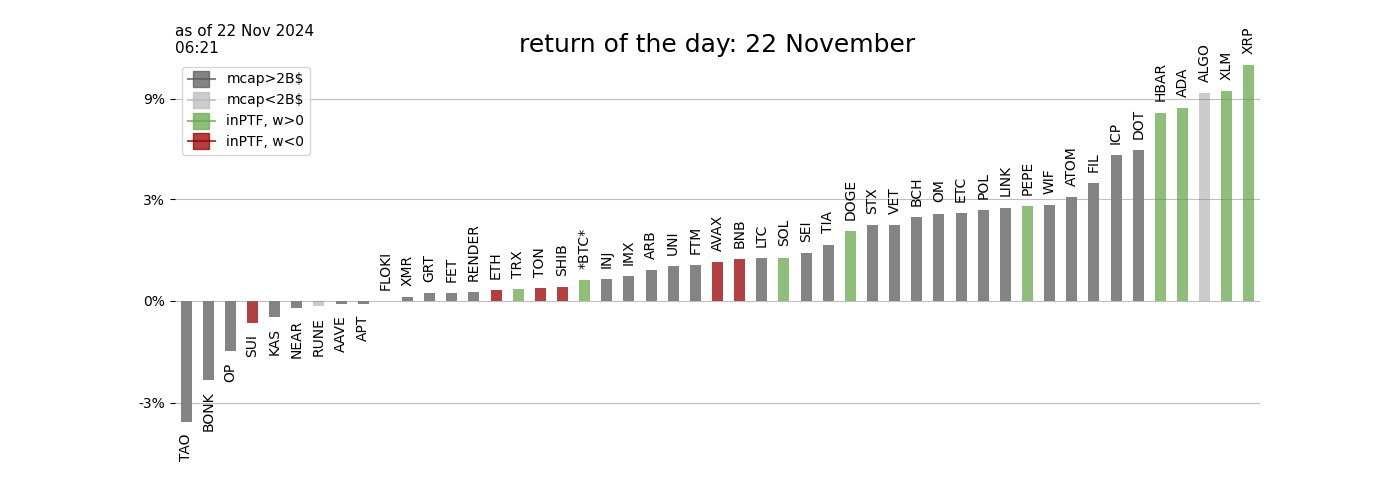 as of 22 Nov 2024
06:21
return of the day: 22 November
mcap>2B$
mcap<2B$
inPTF, w>0
inPTF, w<0
9%
3%
0%
-3%
TAO
BONK
OP
SUI
KAS
NEAR
RUNE
AAVE
APT
FLOKI
XMR
GRT
FET
RENDER
ETH
TRX
TON
SHIB
*BTC*
INJ
IMX
ARB
UNI
FTM
AVAX
BNB
LTC
SOL
SEI
TIA
DOGE
STX
VET
BCH
OM
ETC
POL
LINK
PEPE
WIF
ATOM
FIL
ICP
DOT
HBAR
ADA
ALGO
XLM
XRP